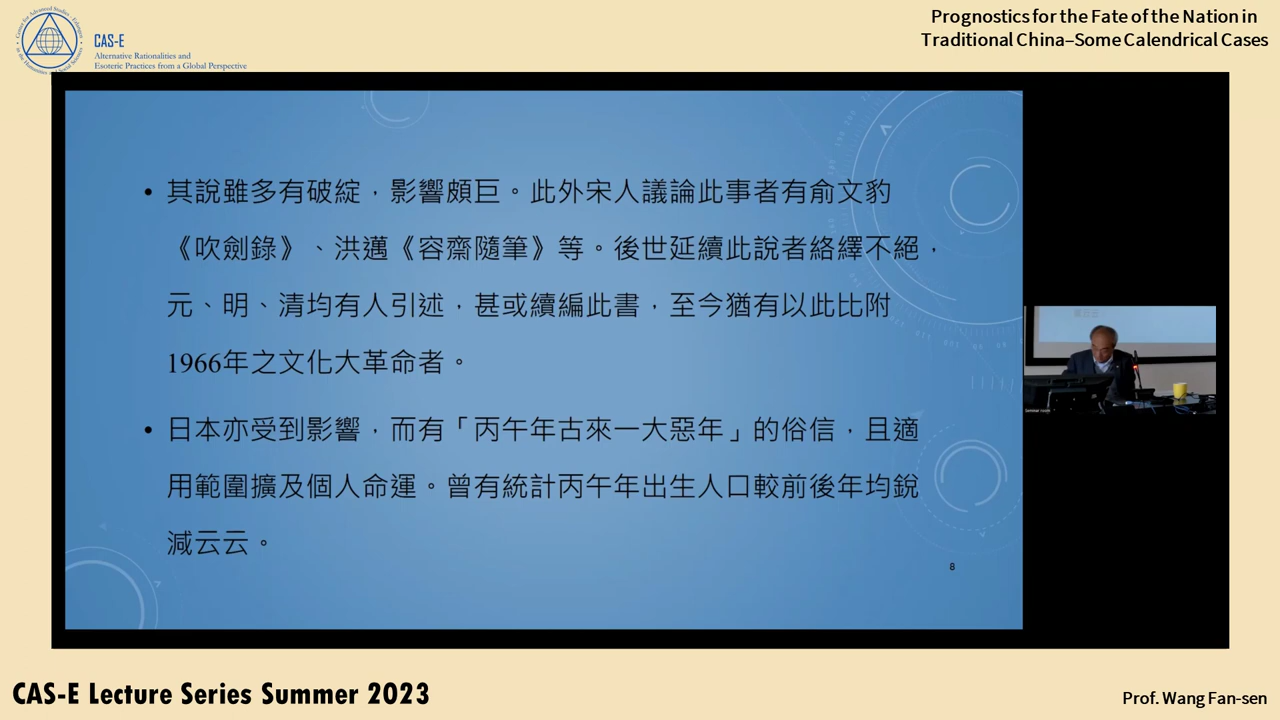 CAS-E
Alternative Rationalities and
Esoteric Practices from a Global Perspective
Prognostics for the Fate of the Nation in
Traditional China–Some Calendrical Cases
• 其說雖多有破綻，影響頗巨。此外宋人議論此事者有俞文豹
《吹劍錄》、洪邁《容齋隨筆》等。後世延續此說者絡繹不絕，
元、明、清均有人引述，甚或續編此書，至今猶有以此比附
1966年之文化大革命者。
• 日本亦受到影響，而有「丙午年古來一大惡年」的俗信，且適
用範圍擴及個人命運。曾有統計丙午年出生人口較前後年均銳
減云云。
8
CAS-E Lecture Series Summer 2023
Prof. Wang Fan-sen